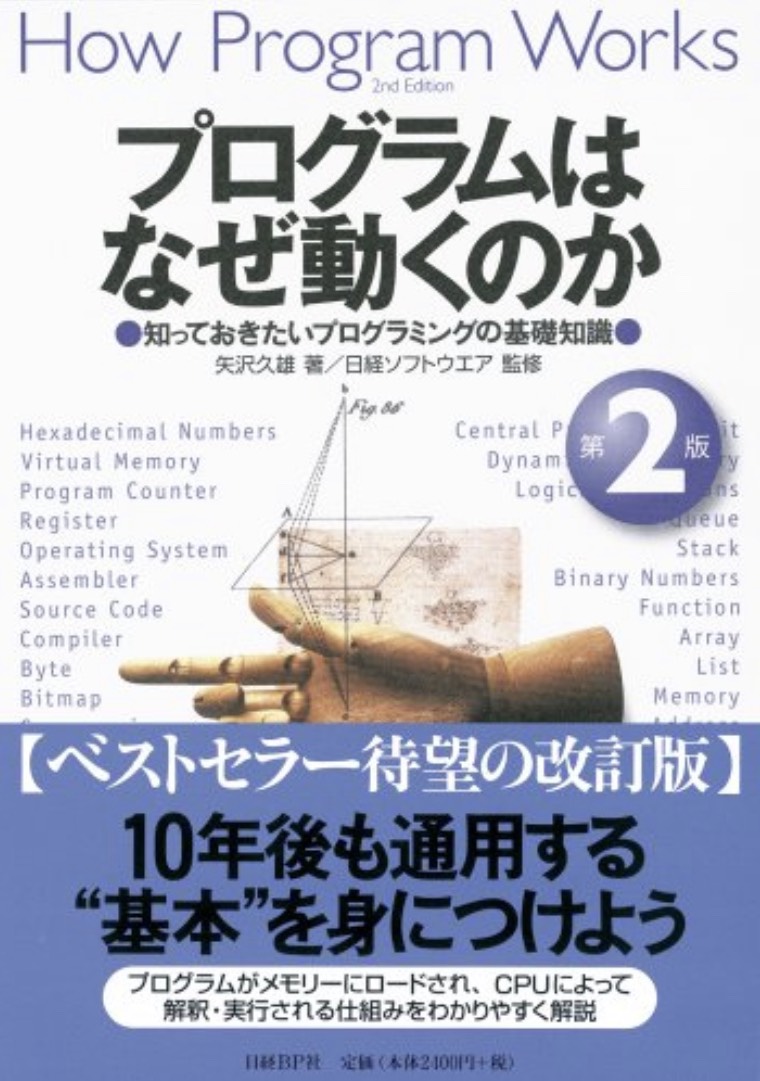 How Program Works
2nd Edition
プログラムは
なぜ動くのか
●知っておきたいプログラミングの基礎知識●
矢沢久雄 著／日経ソフトウエア 監修
Fig. 86
第2版
Hexadecimal Numbers
Virtual Memory
Program Counter
Register
Operating System
Assembler
Source Code
Compiler
Byte
Bitmap
Central
Stack
Binary Numbers
Function
Array
List
Memory
A
B
【ベストセラー待望の改訂版】
10年後も通用する
“基本”を身につけよう
プログラムがメモリーにロードされ、CPUによって
解釈・実行される仕組みをわかりやすく解説
日経BP社 定価（本体2400円+税）